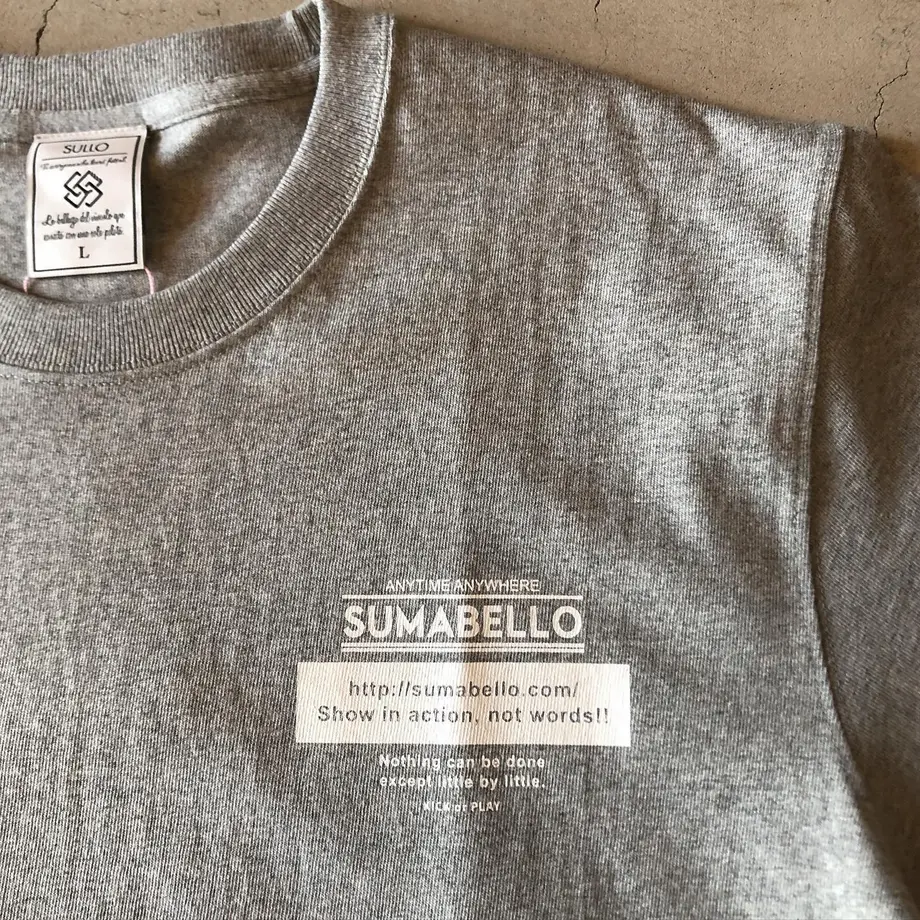 SULLO
L
ANYTIME ANYWHERE
SUMABELLO
http://sumabello.com/
Show in action, not words!!
Nothing can be done
except little by little.
KICK or PLAY